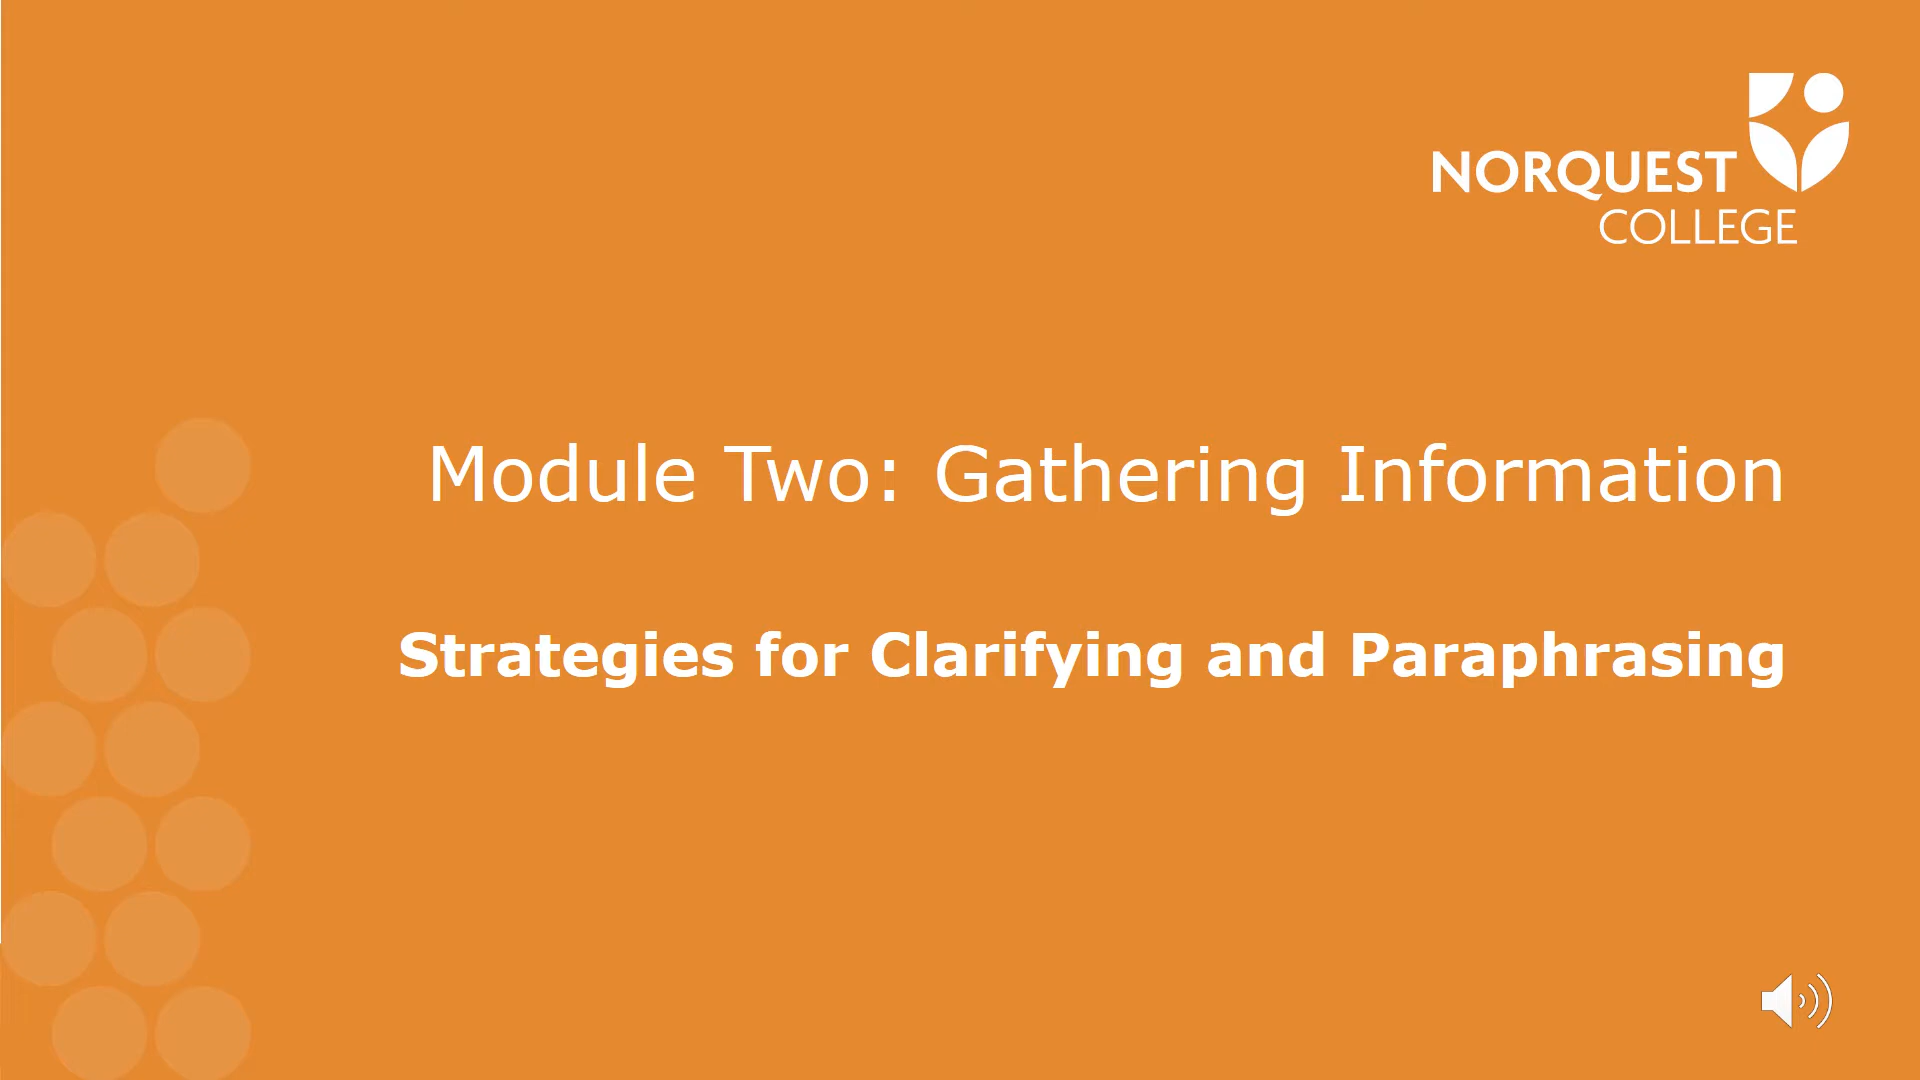 NORQUEST
COLLEGE
Module Two: Gathering Information
Strategies for Clarifying and Paraphrasing